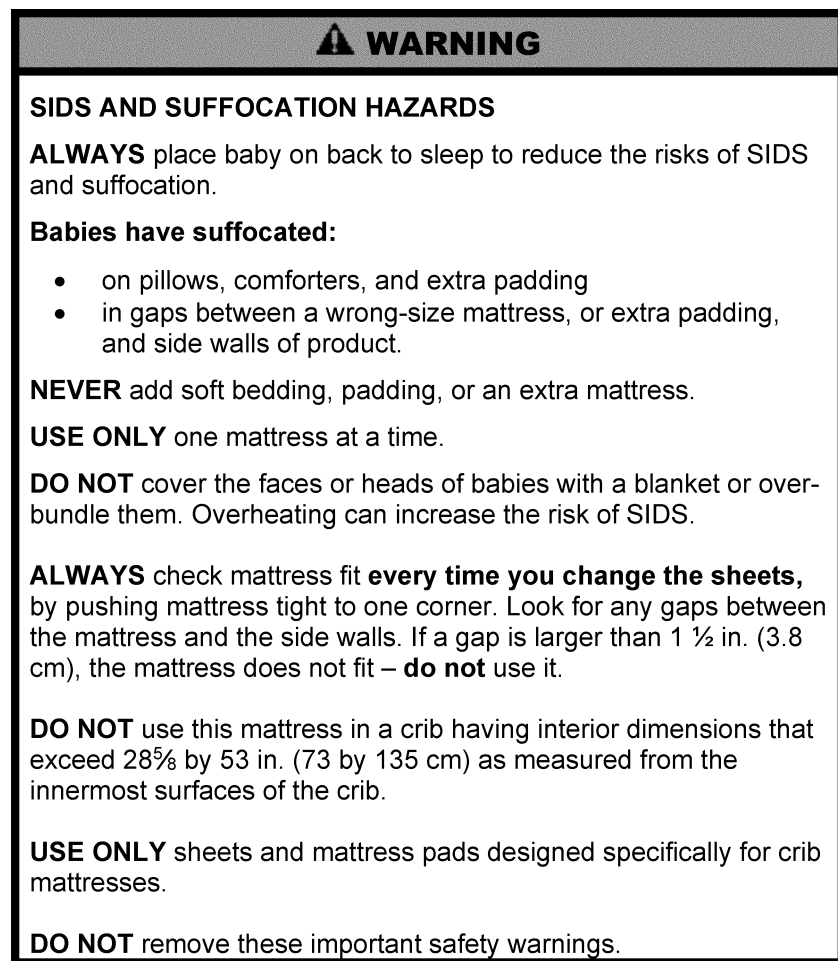 ⚠ WARNING
SIDS AND SUFFOCATION HAZARDS
ALWAYS place baby on back to sleep to reduce the risks of SIDS
and suffocation.
Babies have suffocated:
• on pillows, comforters, and extra padding
• in gaps between a wrong-size mattress, or extra padding,
and side walls of product.
NEVER add soft bedding, padding, or an extra mattress.
USE ONLY one mattress at a time.
DO NOT cover the faces or heads of babies with a blanket or over-
bundle them. Overheating can increase the risk of SIDS.
ALWAYS check mattress fit every time you change the sheets,
by pushing mattress tight to one corner. Look for any gaps between
the mattress and the side walls. If a gap is larger than 1 ½ in. (3.8
cm), the mattress does not fit – do not use it.
DO NOT use this mattress in a crib having interior dimensions that
exceed 28⅝ by 53 in. (73 by 135 cm) as measured from the
innermost surfaces of the crib.
USE ONLY sheets and mattress pads designed specifically for crib
mattresses.
DO NOT remove these important safety warnings.